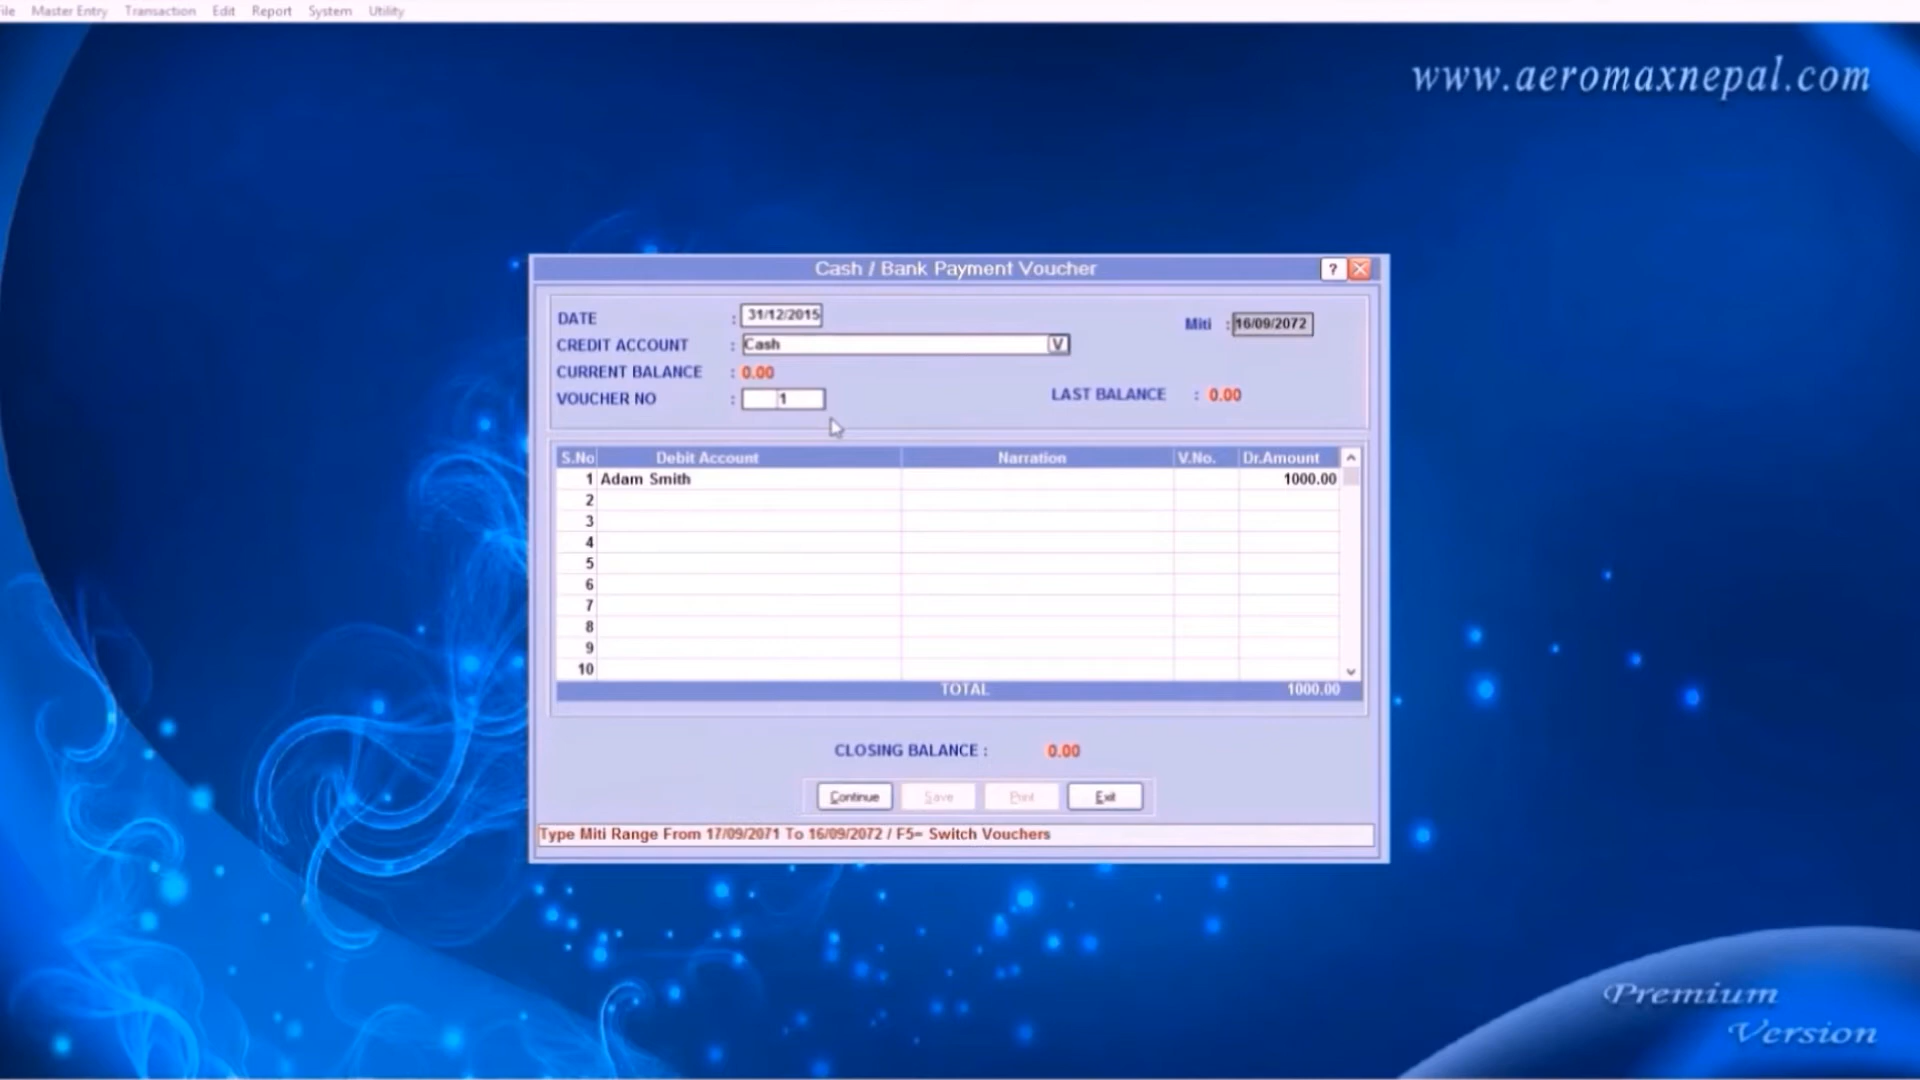 ile Master Entry Transaction Edit Report System Utility
www.aeromaxnepal.com
Cash / Bank Payment Voucher ?
DATE : 31/12/2015 Miti : 16/09/2072
CREDIT ACCOUNT : Cash V
CURRENT BALANCE : 0.00
VOUCHER NO : 1 LAST BALANCE : 0.00
S.No Debit Account Narration V.No. Dr.Amount
1 Adam Smith 1000.00
2
3
4
5
6
7
8
9
10
TOTAL 1000.00
CLOSING BALANCE : 0.00
Continue Save Print Exit
Type Miti Range From 17/09/2071 To 16/09/2072 / F5= Switch Vouchers
Premium
Version